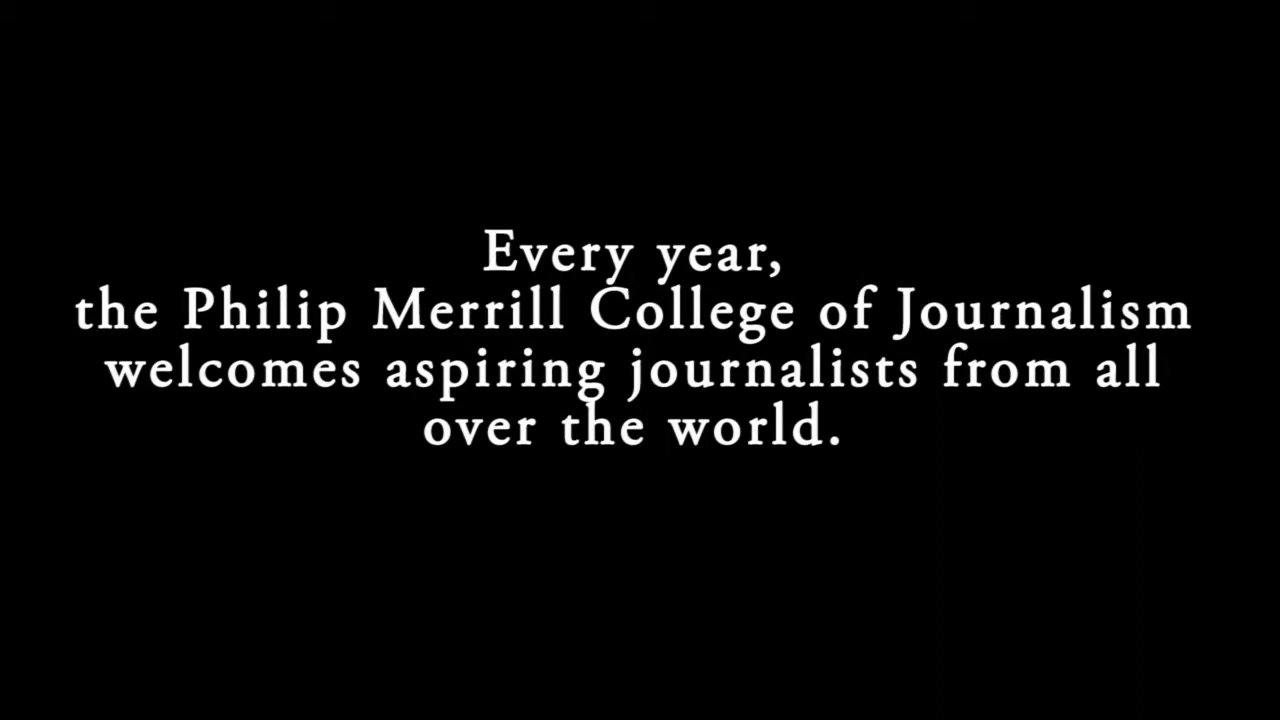 Every year,
the Philip Merrill College of Journalism
welcomes aspiring journalists from all
over the world.